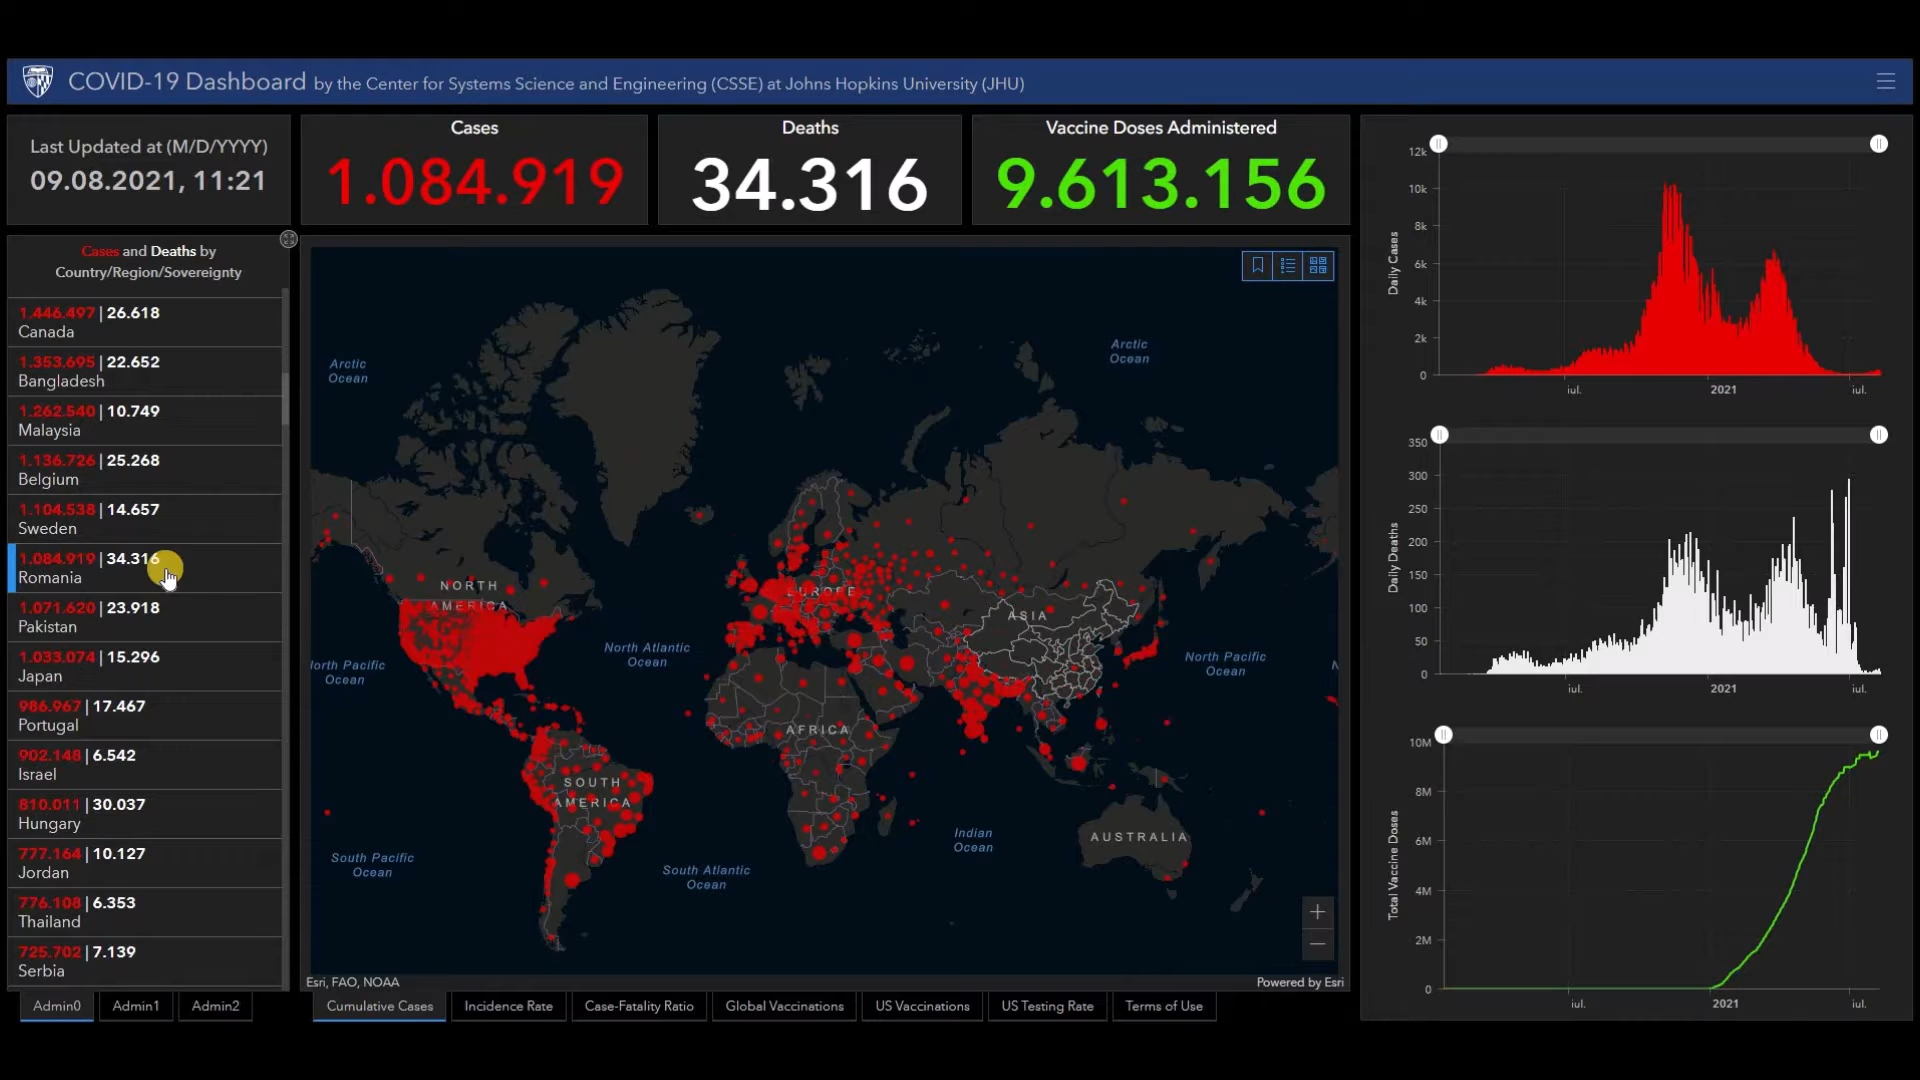 COVID-19 Dashboard by the Center for Systems Science and Engineering (CSSE) at Johns Hopkins University (JHU)
Last Updated at (M/D/YYYY)
09.08.2021, 11:21
Cases
1.084.919
Deaths
34.316
Vaccine Doses Administered
9.613.156
Cases and Deaths by
Country/Region/Sovereignty
1.446.497 | 26.618
Canada
1.353.695 | 22.652
Bangladesh
1.262.540 | 10.749
Malaysia
1.136.726 | 25.268
Belgium
1.104.538 | 14.657
Sweden
1.084.919 | 34.316
Romania
1.071.620 | 23.918
Pakistan
1.033.074 | 15.296
Japan
986.967 | 17.467
Portugal
902.148 | 6.542
Israel
810.011 | 30.037
Hungary
777.164 | 10.127
Jordan
776.108 | 6.353
Thailand
725.702 | 7.139
Serbia
Admin0
Admin1
Admin2
Arctic
Ocean
Arctic
Ocean
NORTH
AMERICA
EUROPE
ASIA
North Atlantic
Ocean
North Pacific
Ocean
lorth Pacific
Ocean
N
AFRICA
SOUTH
AMERICA
Indian
Ocean
AUSTRALIA
South Pacific
Ocean
South Atlantic
Ocean
+
−
Esri, FAO, NOAA
Powered by Esri
Cumulative Cases
Incidence Rate
Case-Fatality Ratio
Global Vaccinations
US Vaccinations
US Testing Rate
Terms of Use
Daily Cases
12k
10k
8k
6k
4k
2k
0
iul.
2021
iul.
Daily Deaths
350
300
250
200
150
100
50
0
iul.
2021
iul.
Total Vaccine Doses
10M
8M
6M
4M
2M
0
iul.
2021
iul.